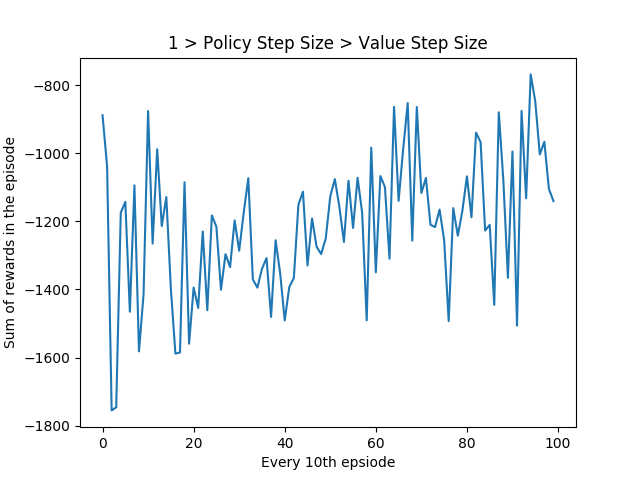 1 > Policy Step Size > Value Step Size
Sum of rewards in the episode
−800
−1000
−1200
−1400
−1600
−1800
0 20 40 60 80 100
Every 10th epsiode